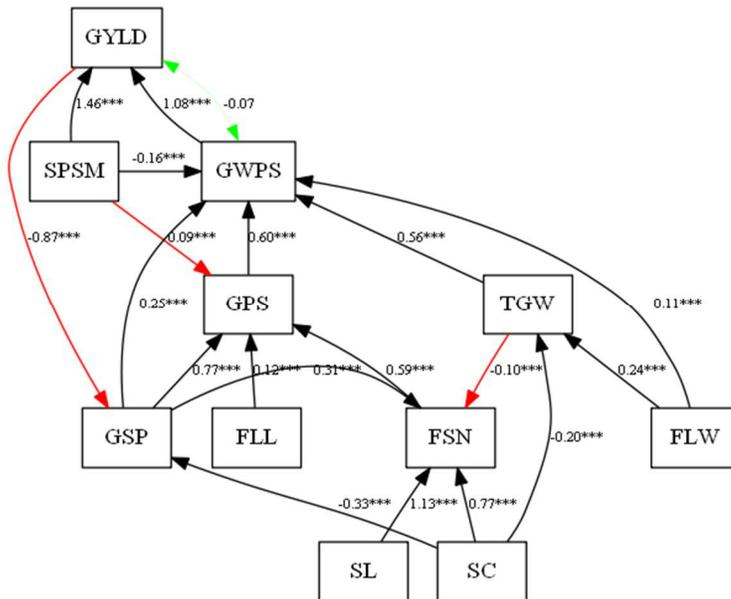 GYLD
1.46***
1.08***
-0.07
SPSM
-0.16***
GWPS
-0.87***
0.09***
0.60***
0.56***
0.25***
GPS
TGW
0.11***
0.77***
0.12***
0.31***
0.59***
-0.10***
0.24***
GSP
FLL
FSN
FLW
-0.20***
-0.33***
1.13***
0.77***
SL
SC